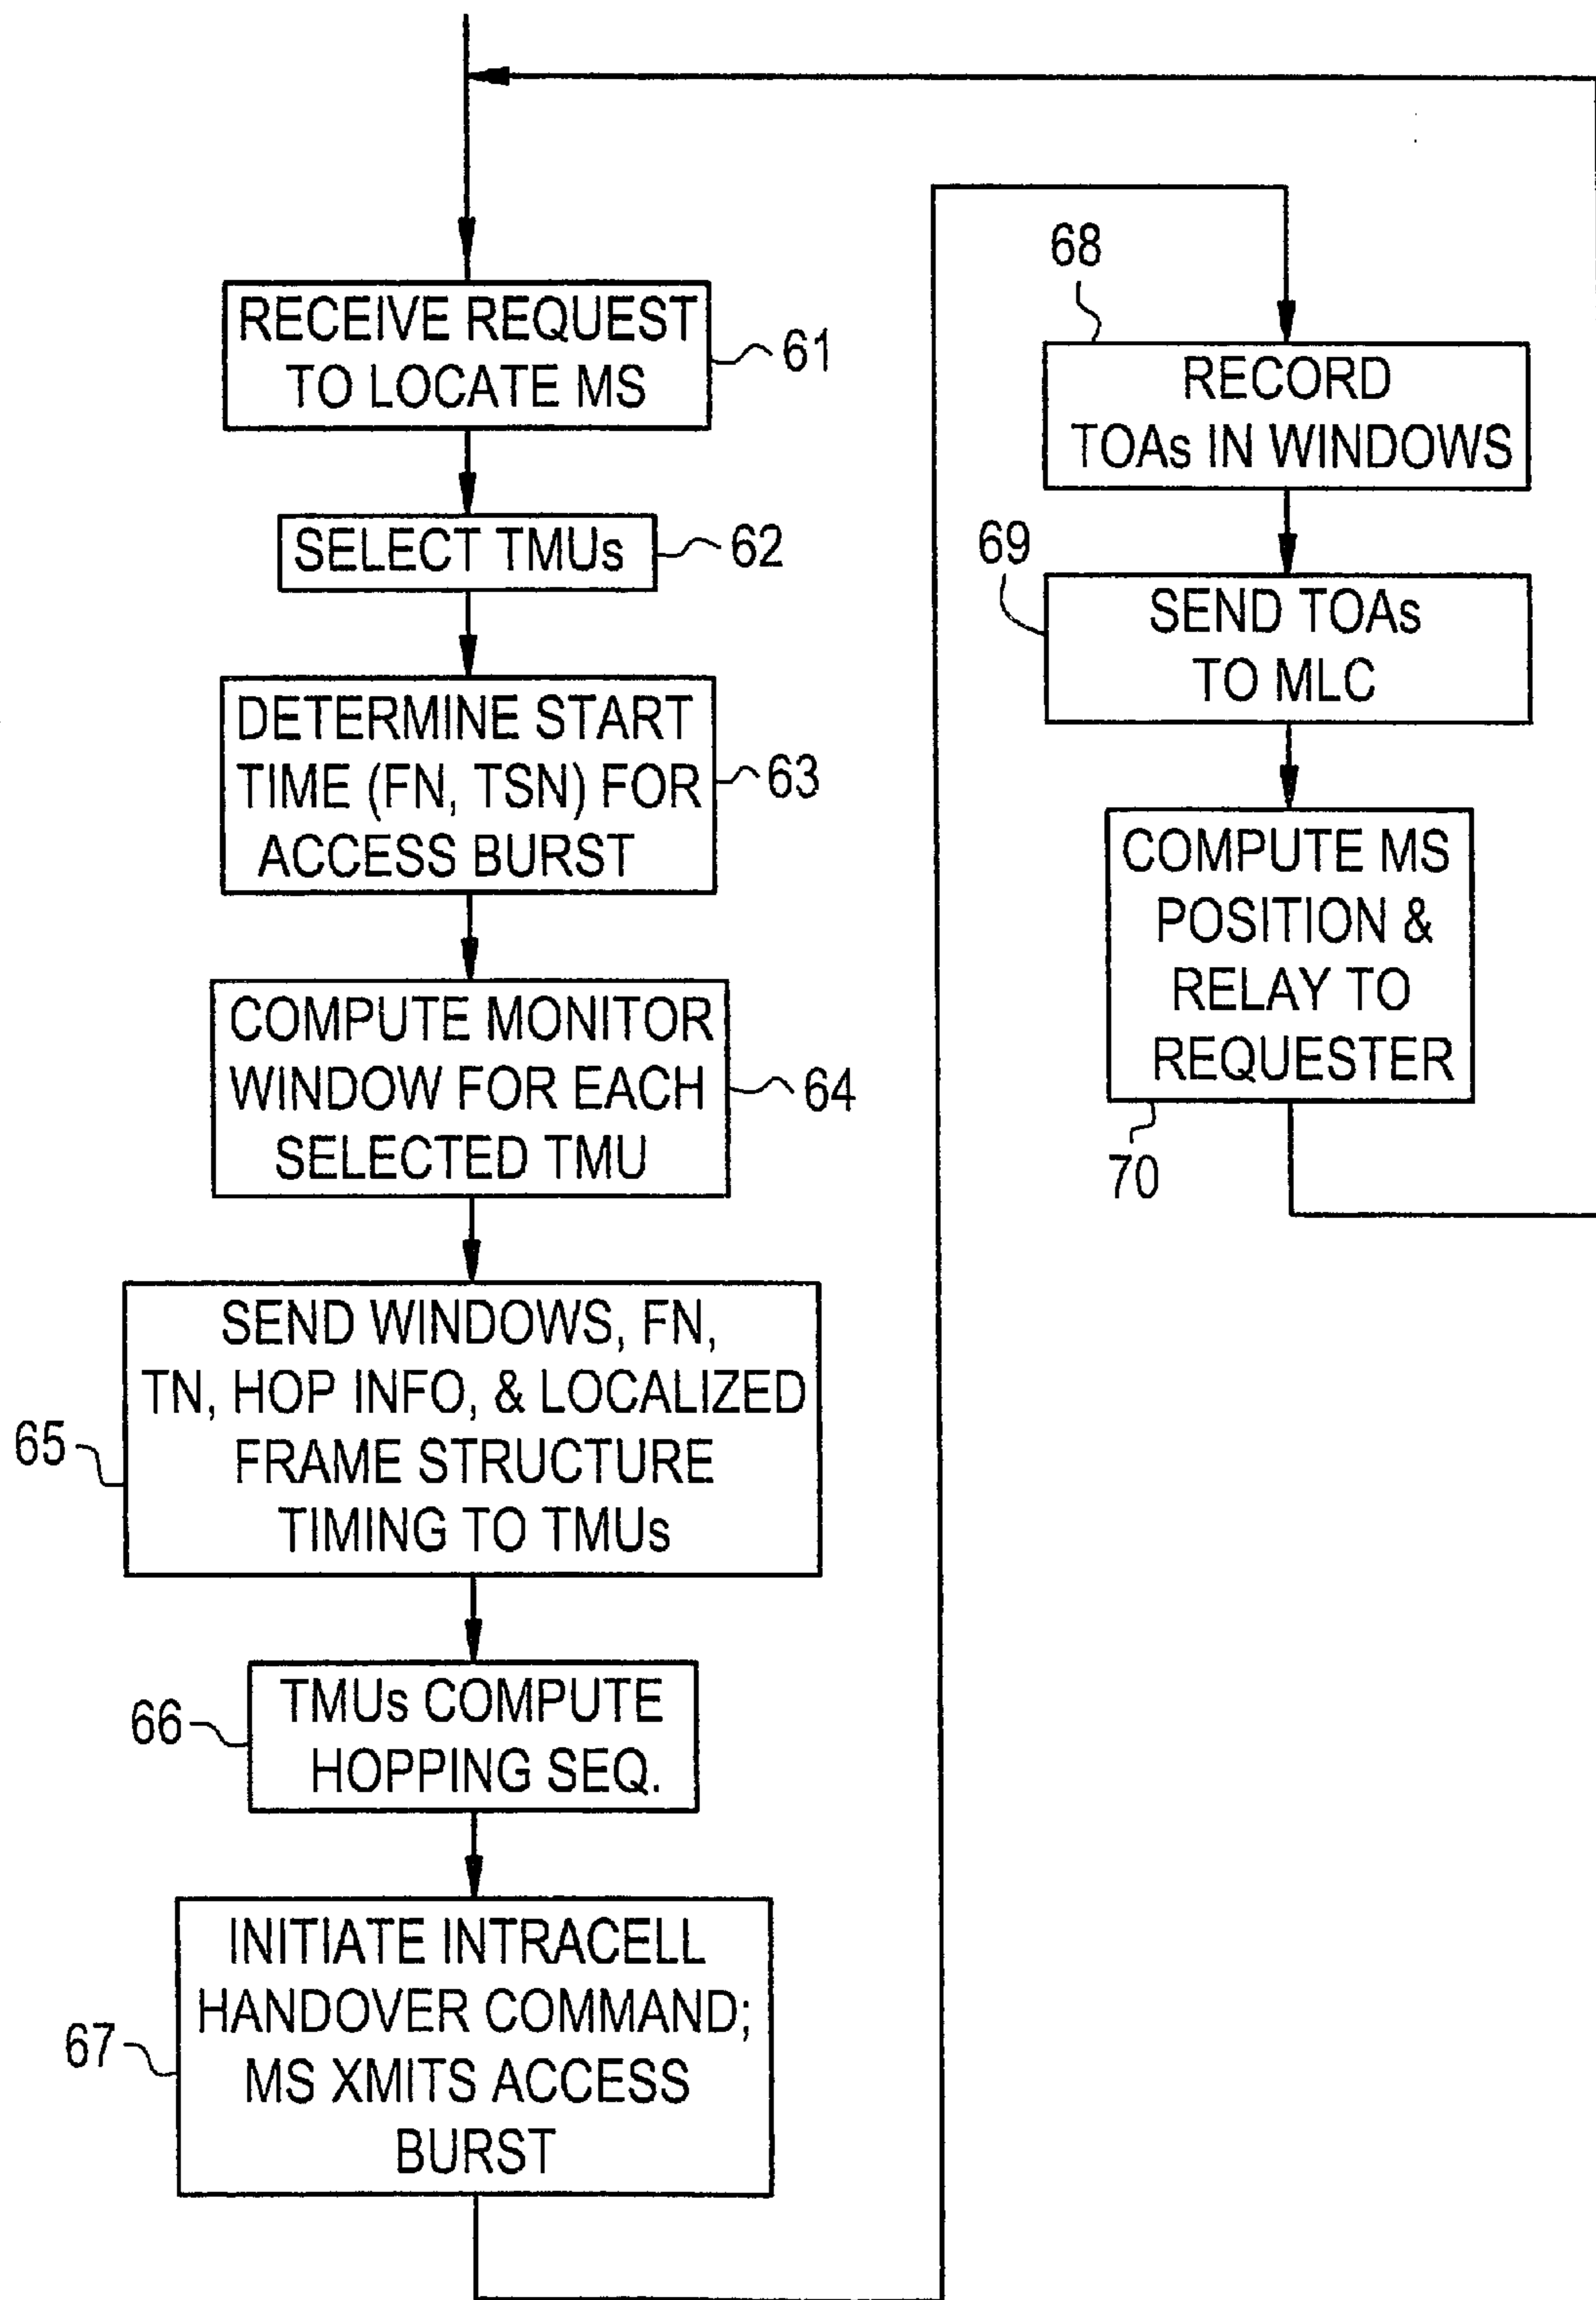 RECEIVE REQUEST
TO LOCATE MS
61
SELECT TMUs
62
DETERMINE START
TIME (FN, TSN) FOR
ACCESS BURST
63
COMPUTE MONITOR
WINDOW FOR EACH
SELECTED TMU
64
SEND WINDOWS, FN,
TN, HOP INFO, & LOCALIZED
FRAME STRUCTURE
TIMING TO TMUs
65
TMUs COMPUTE
HOPPING SEQ.
66
INITIATE INTRACELL
HANDOVER COMMAND;
MS XMITS ACCESS
BURST
67
68
RECORD
TOAs IN WINDOWS
69
SEND TOAs
TO MLC
COMPUTE MS
POSITION &
RELAY TO
REQUESTER
70